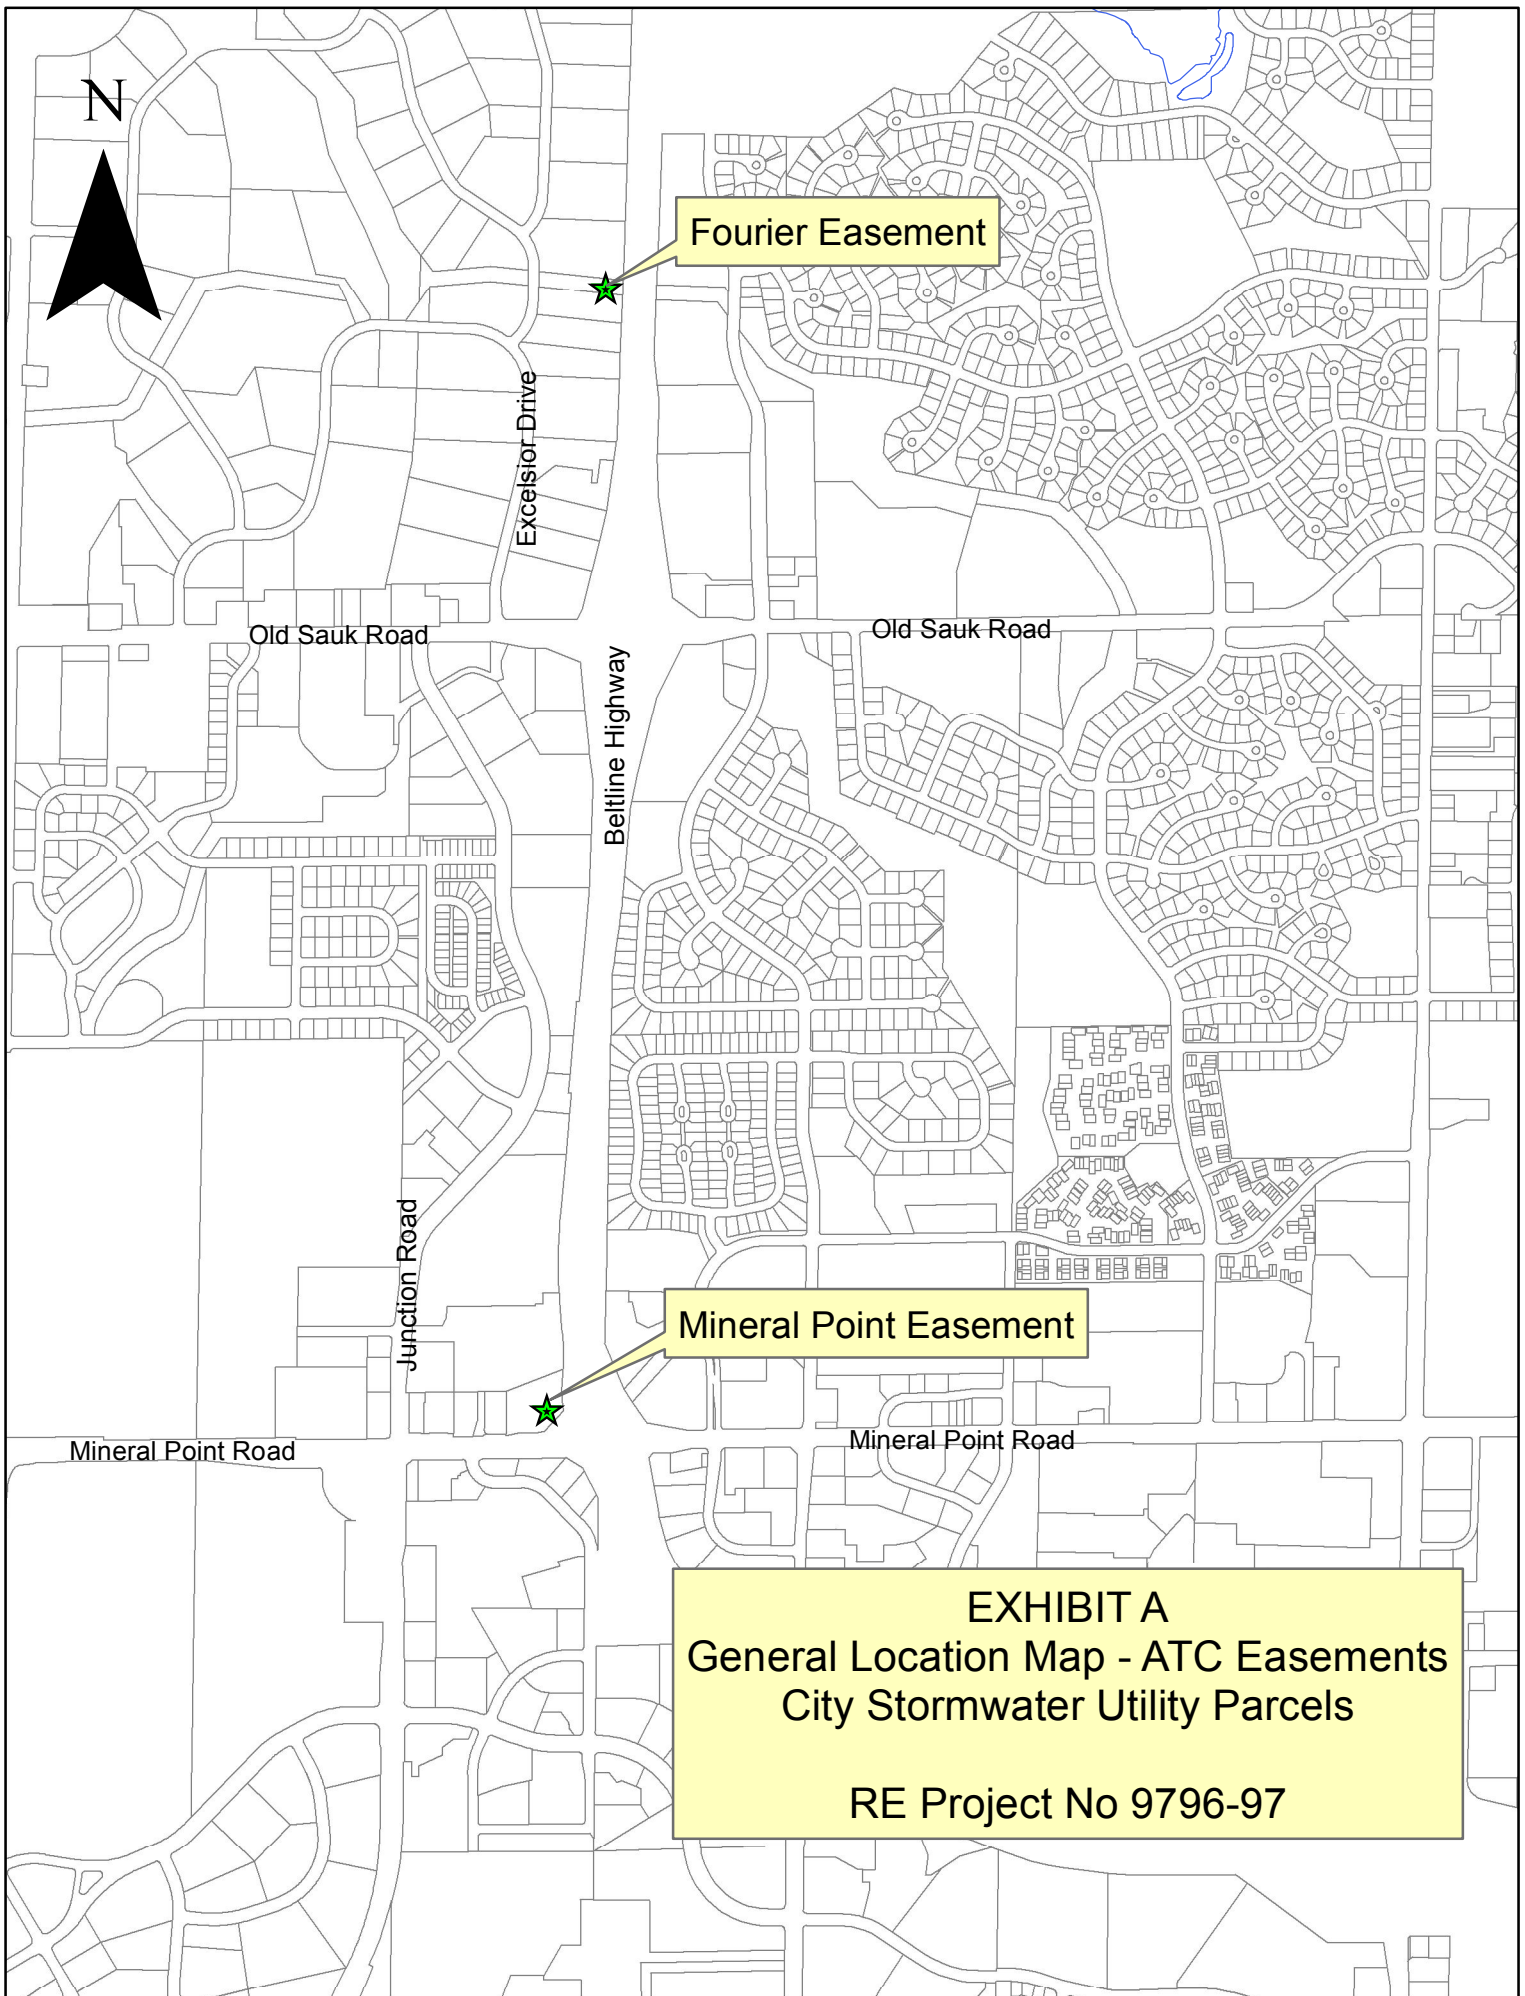 N
Fourier Easement
Excelsior Drive
Old Sauk Road
Old Sauk Road
Beltline Highway
Junction Road
Mineral Point Easement
Mineral Point Road
Mineral Point Road
EXHIBIT A
General Location Map - ATC Easements
City Stormwater Utility Parcels
RE Project No 9796-97